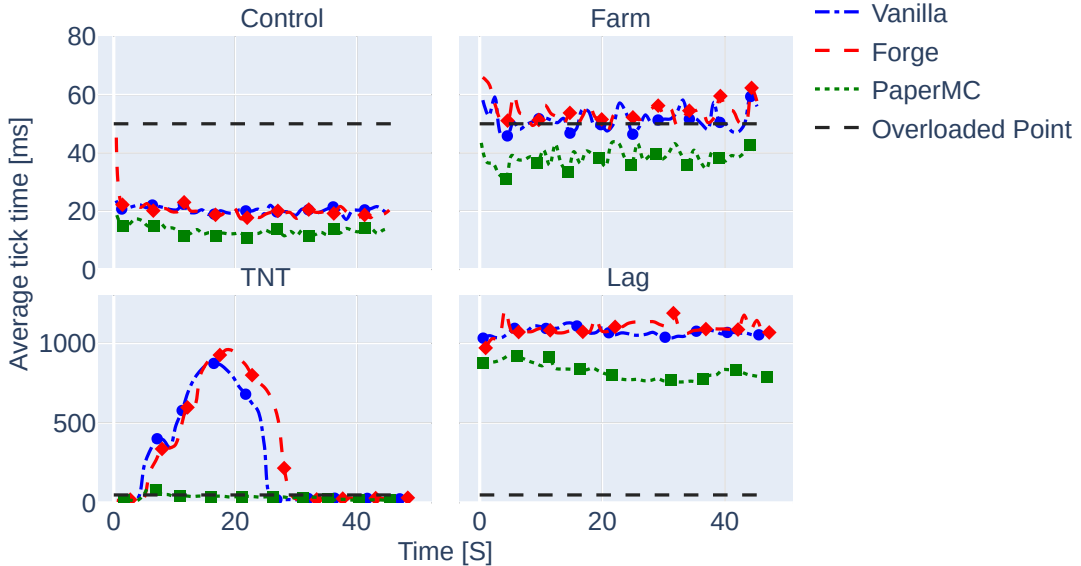 Control
Farm
Vanilla
Forge
PaperMC
Overloaded Point
Average tick time [ms]
80
60
40
20
0
TNT
Lag
1000
500
0
0
20
40
0
20
40
Time [S]